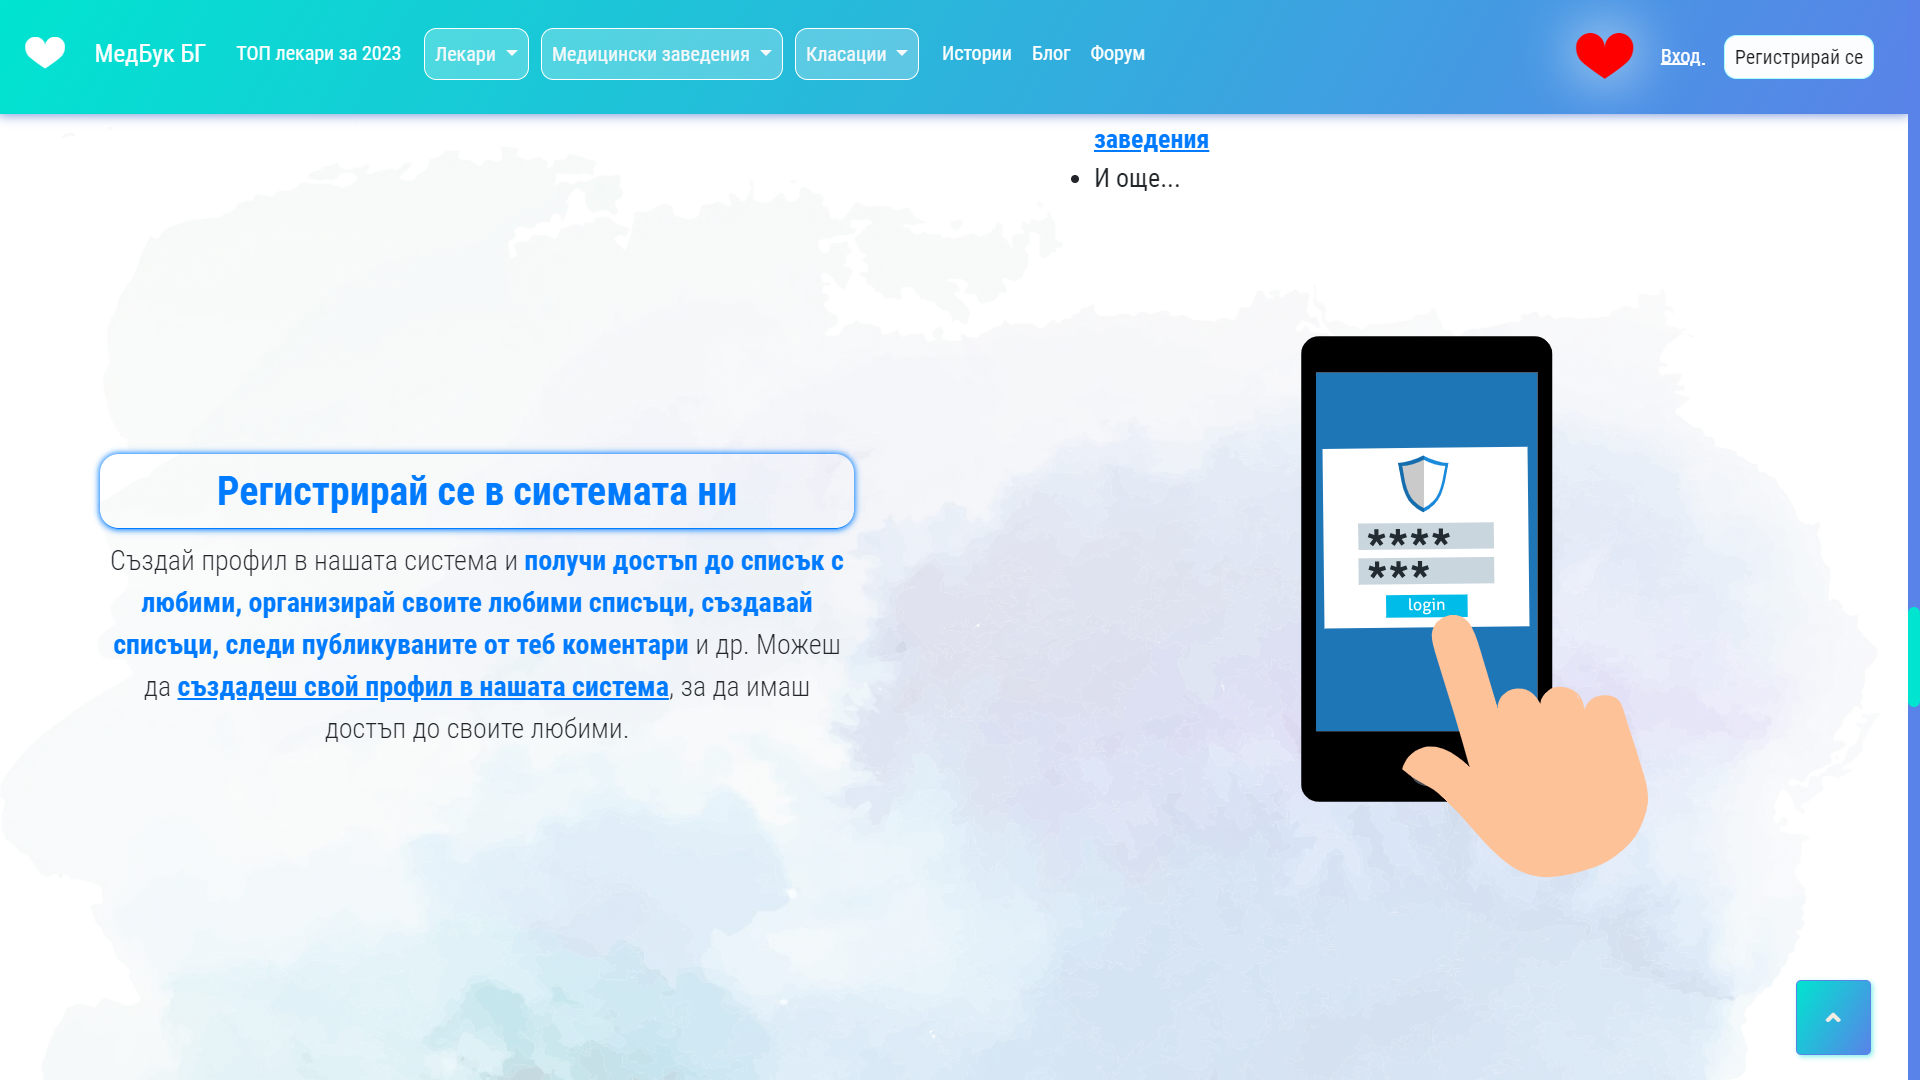 МедБук БГ
ТОП лекари за 2023
Лекари
Медицински заведения
Класации
Истории
Блог
Форум
Вход
Регистрирай се
заведения
И още...
Регистрирай се в системата ни
Създай профил в нашата система и получи достъп до списък с
любими, организирай своите любими списъци, създавай
списъци, следи публикуваните от теб коментари и др. Можеш
да създадеш свой профил в нашата система, за да имаш
достъп до своите любими.
****
***
login